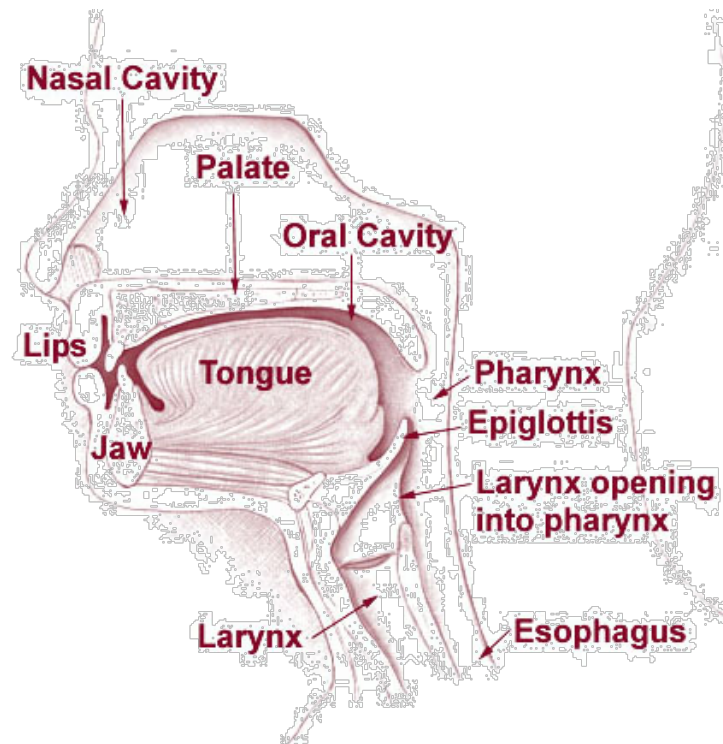 Nasal Cavity
Palate
Oral Cavity
Lips
Tongue
Pharynx
Epiglottis
Jaw
Larynx opening
into pharynx
Larynx
Esophagus